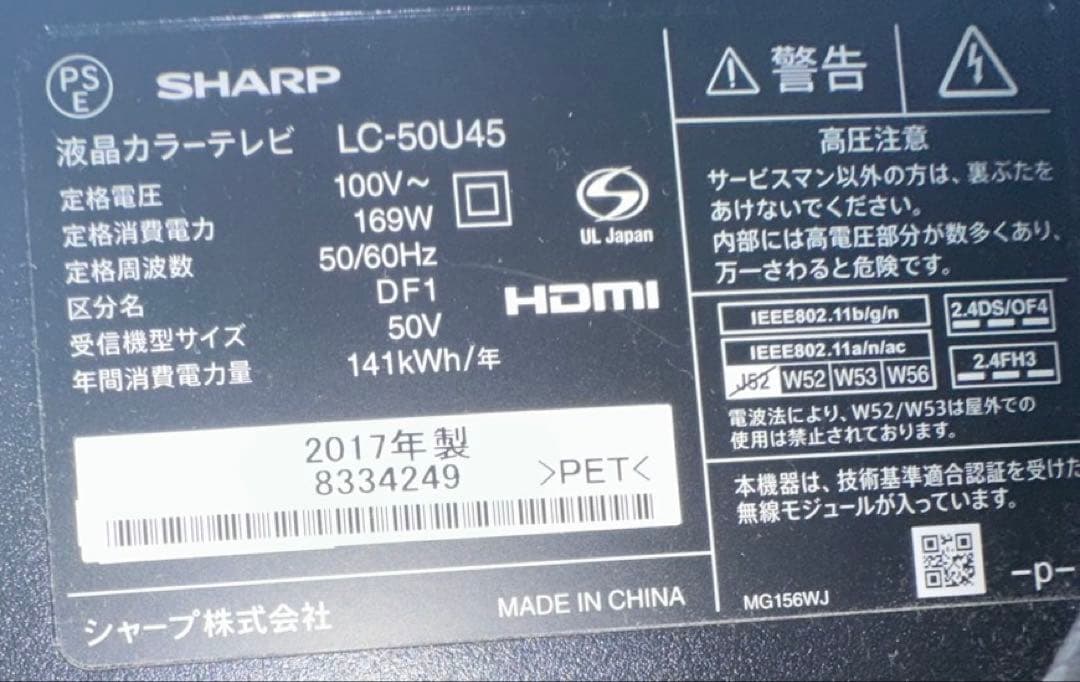 PS
E
SHARP
液晶カラーテレビ LC-50U45
定格電圧 100V~
定格消費電力 169W
定格周波数 50/60Hz
区分名 DF1
受信機型サイズ 50V
年間消費電力量 141kWh/年
UL Japan
HDMI
2017年製
8334249 >PET<
シャープ株式会社 MADE IN CHINA
警告
高圧注意
サービスマン以外の方は、裏ぶたを
あけないでください。
内部には高電圧部分が数多くあり、
万一さわると危険です。
IEEE802.11b/g/n
IEEE802.11a/n/ac
J52 W52 W53 W56
2.4DS/OF4
2.4FH3
電波法により、W52/W53は屋外での
使用は禁止されております。
本機器は、技術基準適合認証を受けた
無線モジュールが入っています。
MG156WJ
-p-